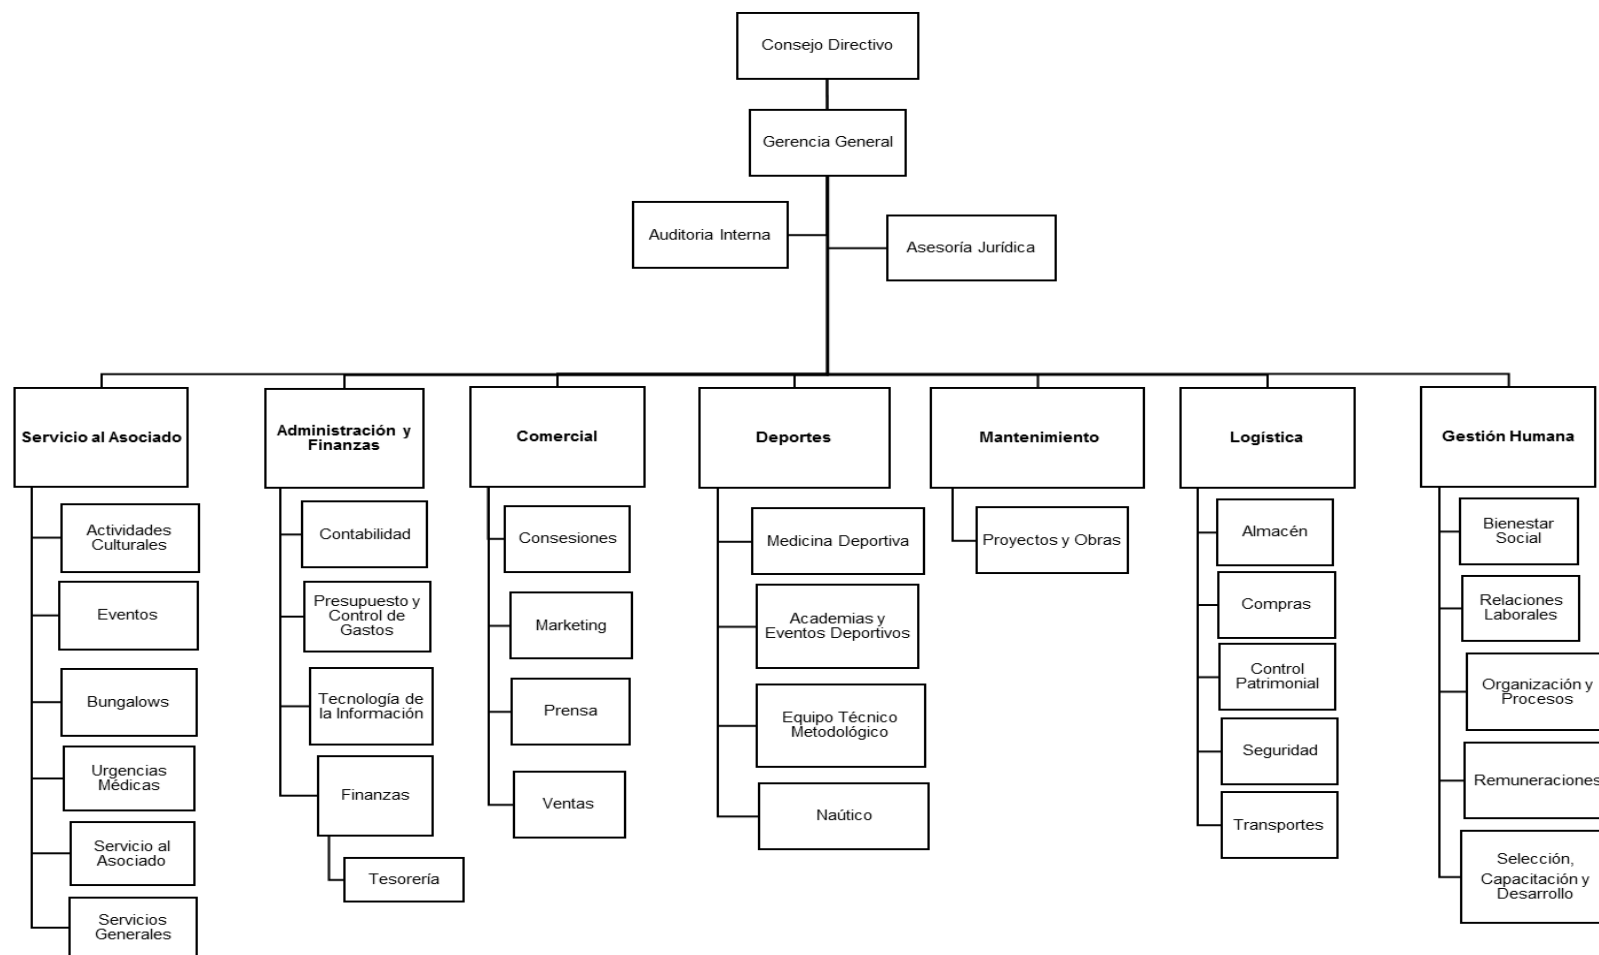 Consejo Directivo
Gerencia General
Auditoria Interna
Asesoría Jurídica
Servicio al Asociado
Actividades
Culturales
Eventos
Bungalows
Urgencias
Médicas
Servicio al
Asociado
Servicios
Generales
Administración y
Finanzas
Contabilidad
Presupuesto y
Control de
Gastos
Tecnología de
la Información
Finanzas
Tesorería
Comercial
Consesiones
Marketing
Prensa
Ventas
Deportes
Medicina Deportiva
Academias y
Eventos Deportivos
Equipo Técnico
Metodológico
Naútico
Mantenimiento
Proyectos y Obras
Logística
Almacén
Compras
Control
Patrimonial
Seguridad
Transportes
Gestión Humana
Bienestar
Social
Relaciones
Laborales
Organización y
Procesos
Remuneraciones
Selección,
Capacitación y
Desarrollo